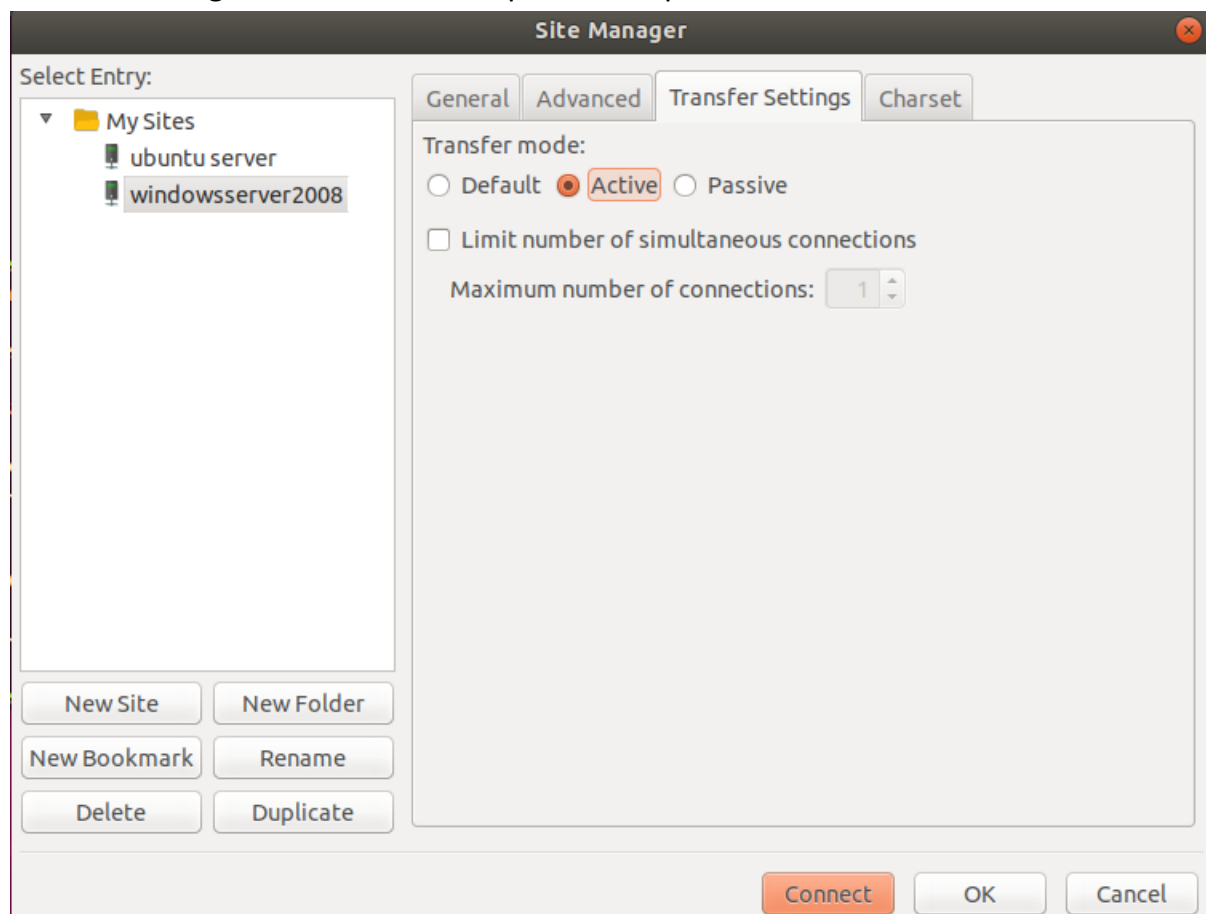 Site Manager
Select Entry:
My Sites
ubuntu server
windowsserver2008
New Site
New Folder
New Bookmark
Rename
Delete
Duplicate
General Advanced Transfer Settings Charset
Transfer mode:
Default Active Passive
Limit number of simultaneous connections
Maximum number of connections: 1
Connect OK Cancel